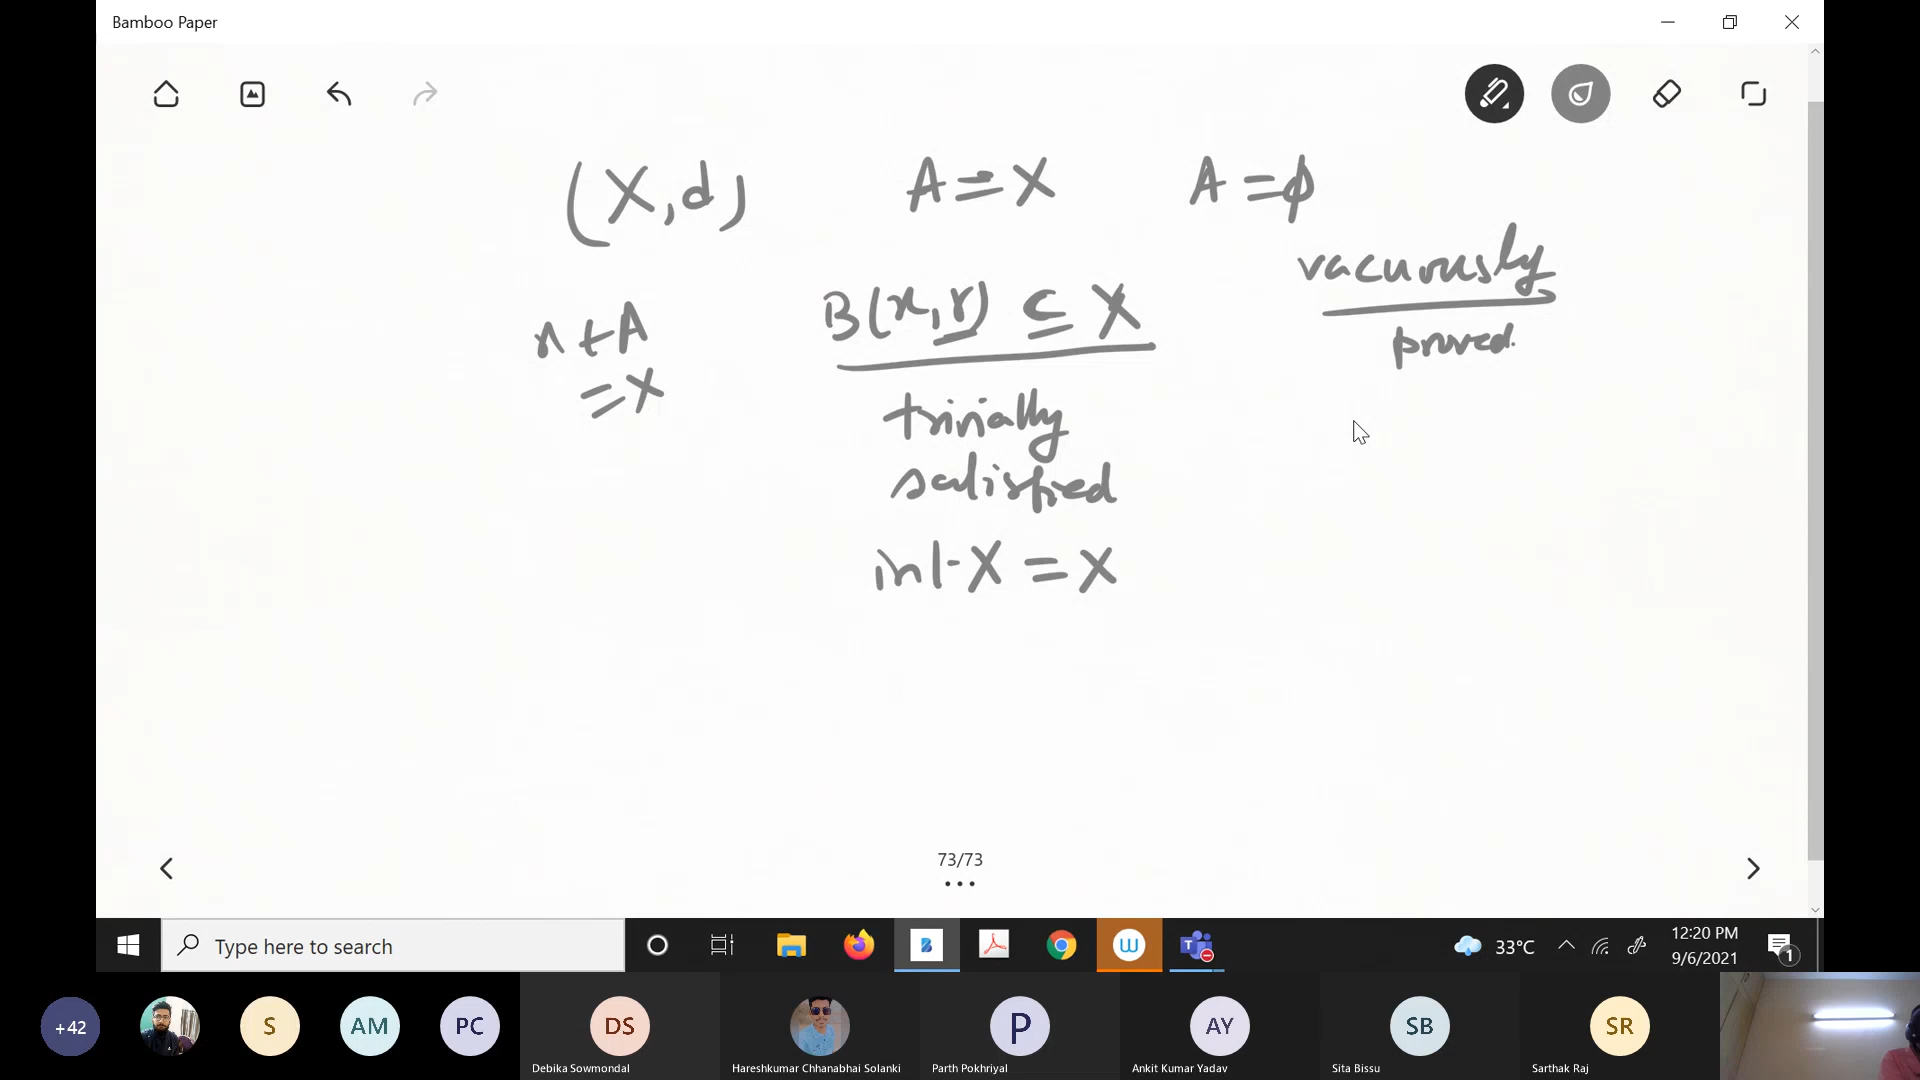 Bamboo Paper
(X,d) A=X A=ϕ
vacuously
proved.
x ∈ A
=X
B(x,r) ⊆ X
trivially
satisfied
int X = X
73/73
Type here to search
33°C
12:20 PM
9/6/2021
1
+42
S
AM
PC
DS
P
AY
SB
SR
Debika Sowmondal
Hareshkumar Chhanabhai Solanki
Parth Pokhriyal
Ankit Kumar Yadav
Sita Bissu
Sarthak Raj